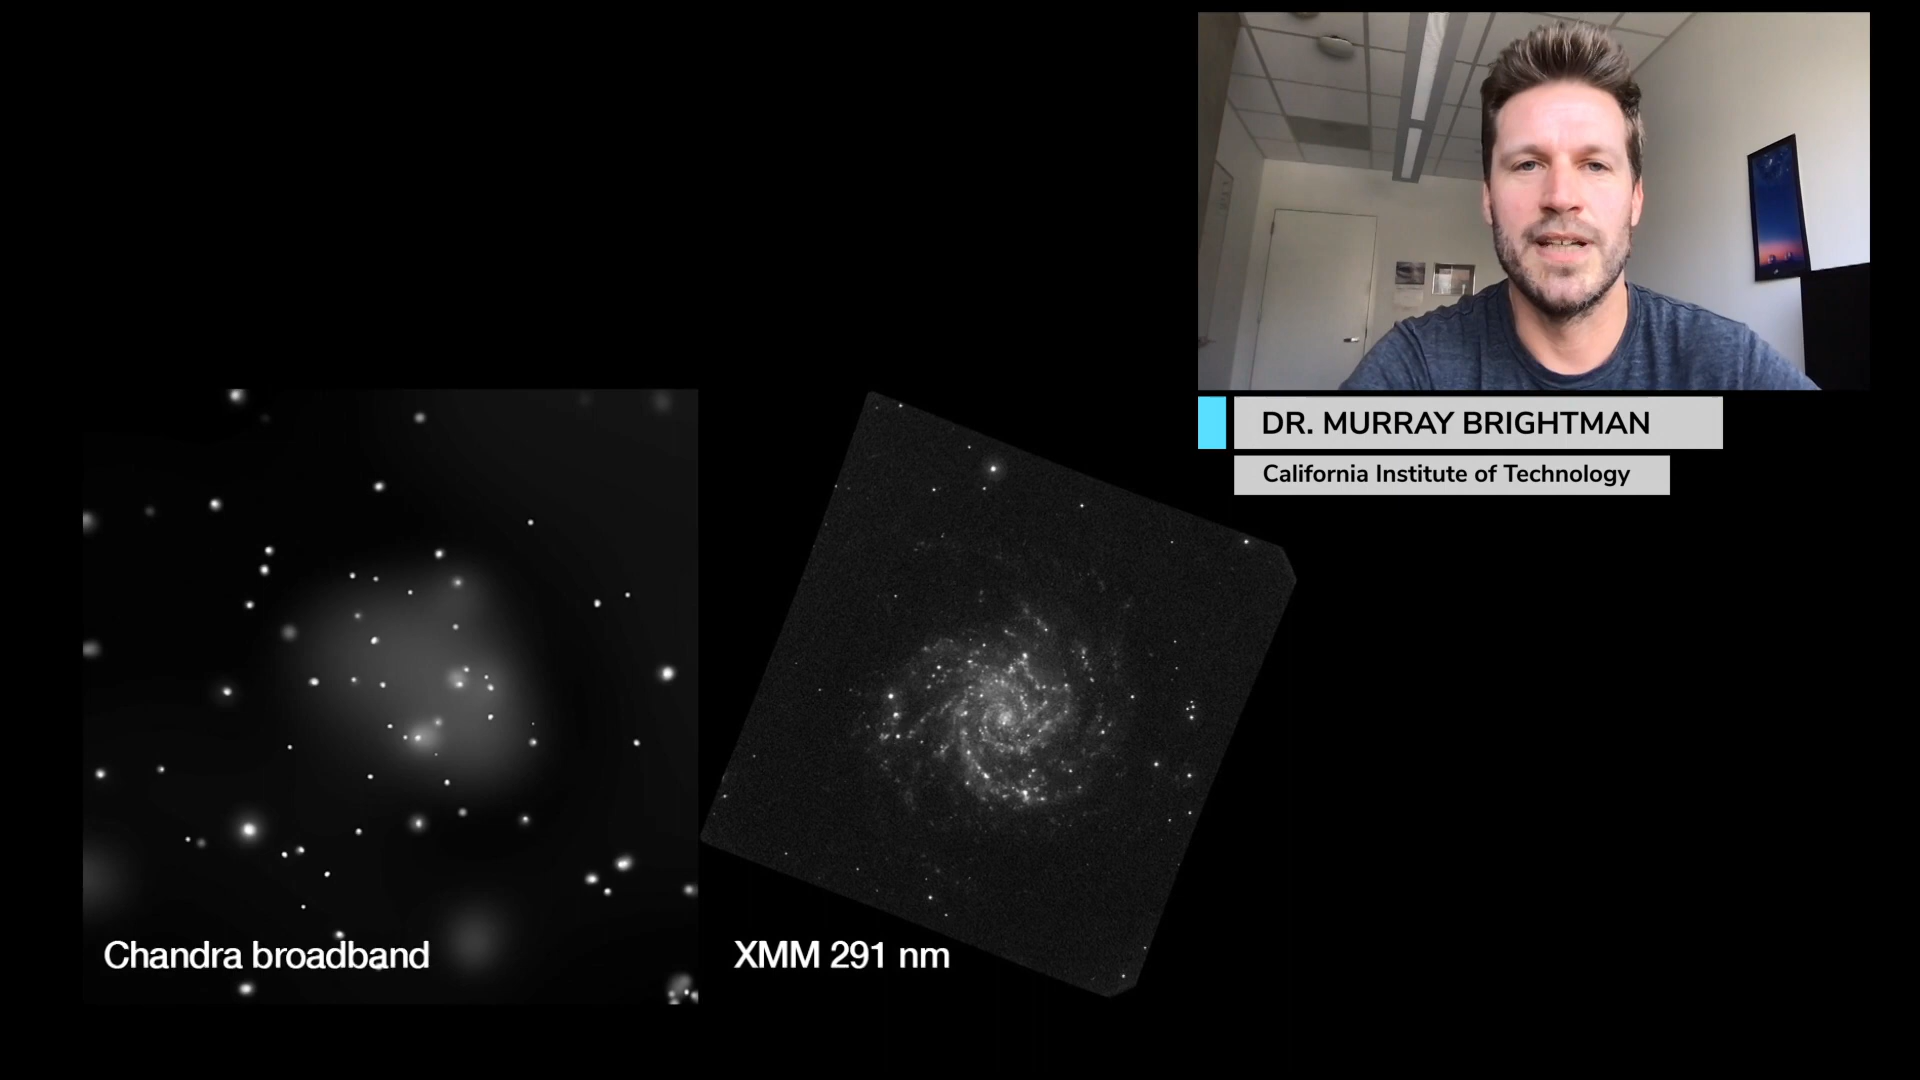 DR. MURRAY BRIGHTMAN
California Institute of Technology
Chandra broadband
XMM 291 nm